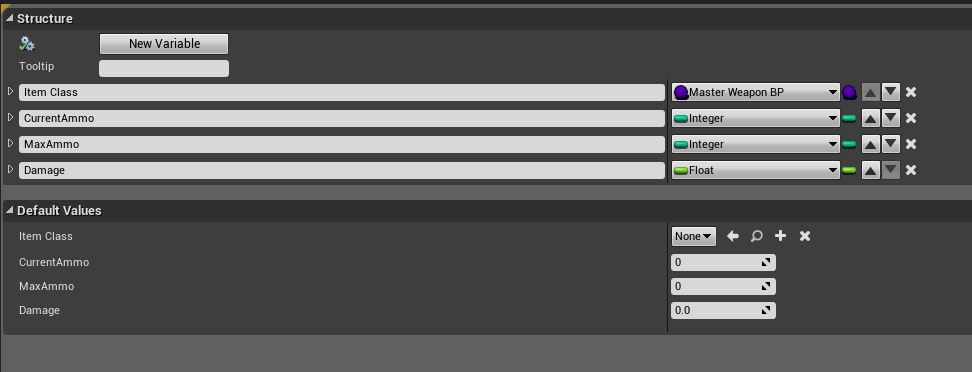 Structure
New Variable
Tooltip
Item Class Master Weapon BP
CurrentAmmo Integer
MaxAmmo Integer
Damage Float
Default Values
Item Class None
CurrentAmmo 0
MaxAmmo 0
Damage 0.0